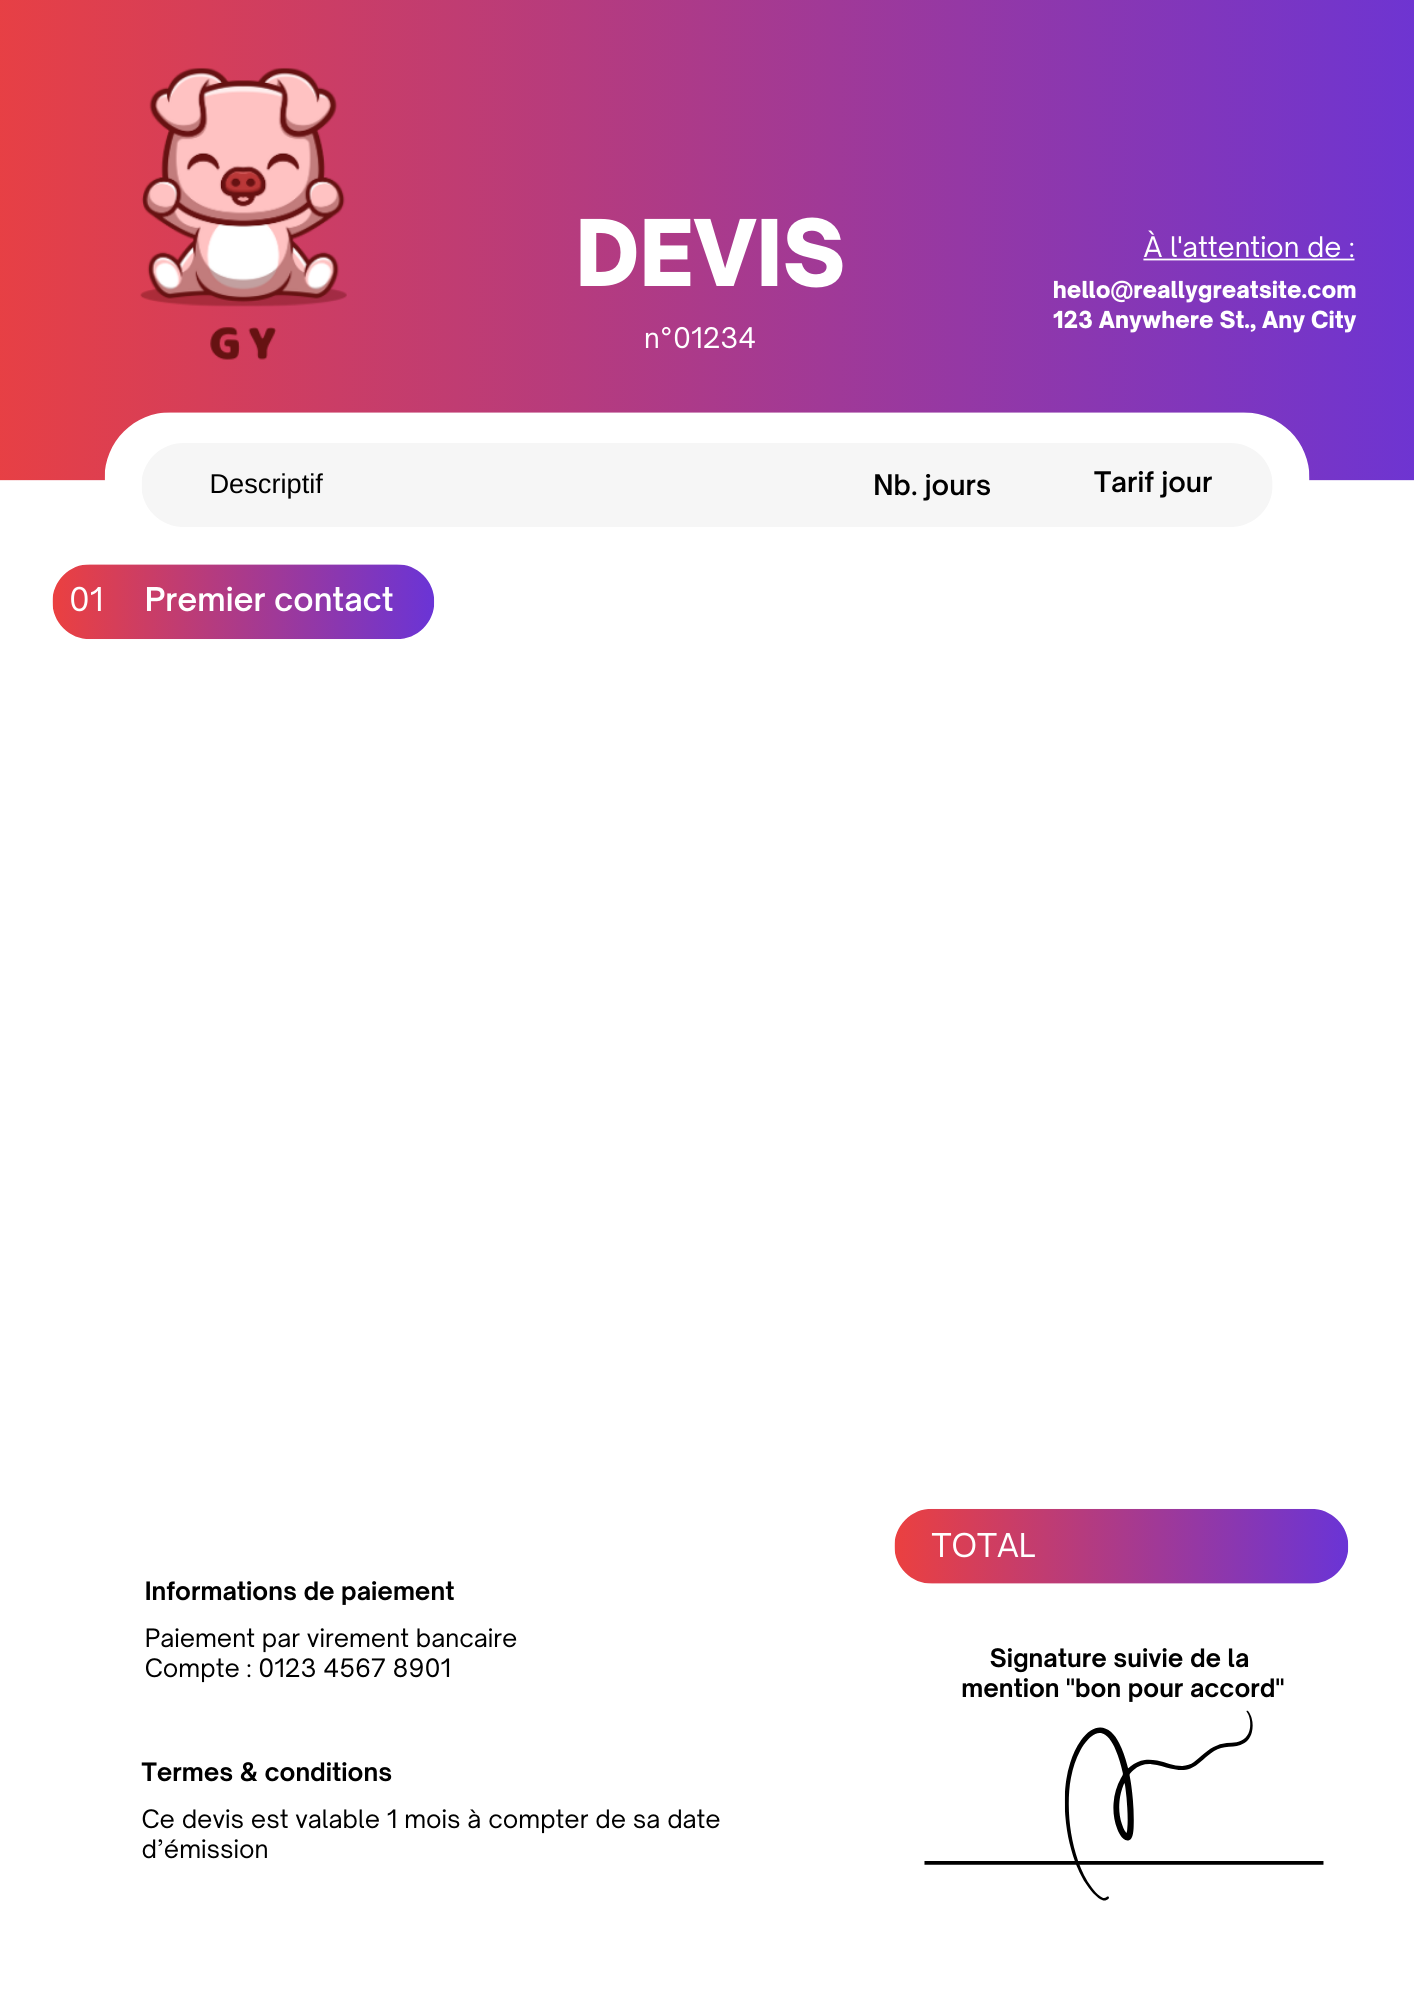 G Y
DEVIS
n°01234
À l'attention de :
hello@reallygreatsite.com
123 Anywhere St., Any City
Descriptif Nb. jours Tarif jour
01 Premier contact
TOTAL
Informations de paiement
Paiement par virement bancaire
Compte : 0123 4567 8901
Signature suivie de la
mention "bon pour accord"
Termes & conditions
Ce devis est valable 1 mois à compter de sa date
d’émission